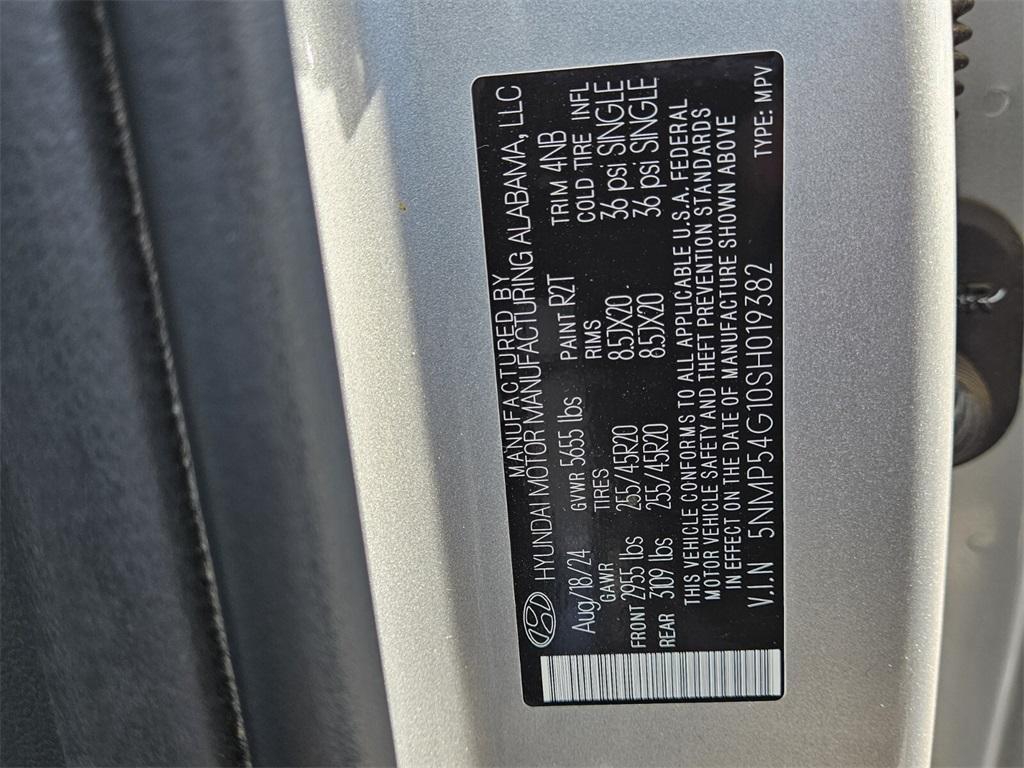 MANUFACTURED BY
HYUNDAI MOTOR MANUFACTURING ALABAMA, LLC
Aug/18/24 GVWR 5655 lbs PAINT R2T TRIM 4NB
GAWR TIRES RIMS COLD TIRE INFL
FRONT 2955 lbs 255/45R20 8.5JX20 36 psi SINGLE
REAR 3109 lbs 255/45R20 8.5JX20 36 psi SINGLE
THIS VEHICLE CONFORMS TO ALL APPLICABLE U.S.A. FEDERAL
MOTOR VEHICLE SAFETY AND THEFT PREVENTION STANDARDS
IN EFFECT ON THE DATE OF MANUFACTURE SHOWN ABOVE
V.I.N 5NMP54G10SH019382 TYPE: MPV